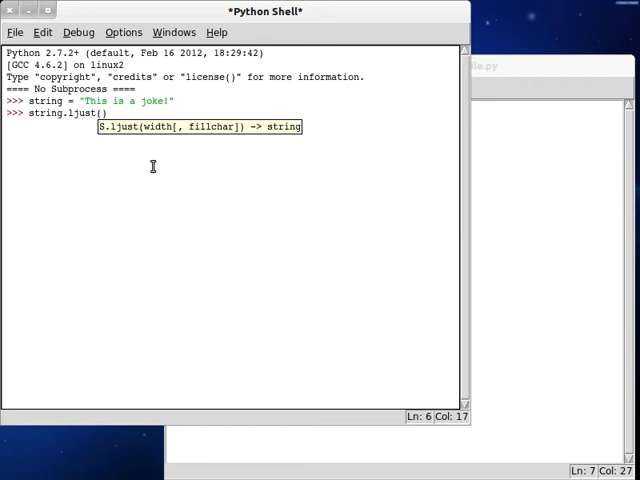 *Python Shell*
File Edit Debug Options Windows Help
Python 2.7.2+ (default, Feb 16 2012, 18:29:42)
[GCC 4.6.2] on linux2
Type "copyright", "credits" or "license()" for more information.
==== No Subprocess ====
>>> string = "This is a joke!"
>>> string.ljust()
S.ljust(width[, fillchar]) -> string
Ln: 6 Col: 17
Ln: 7 Col: 27